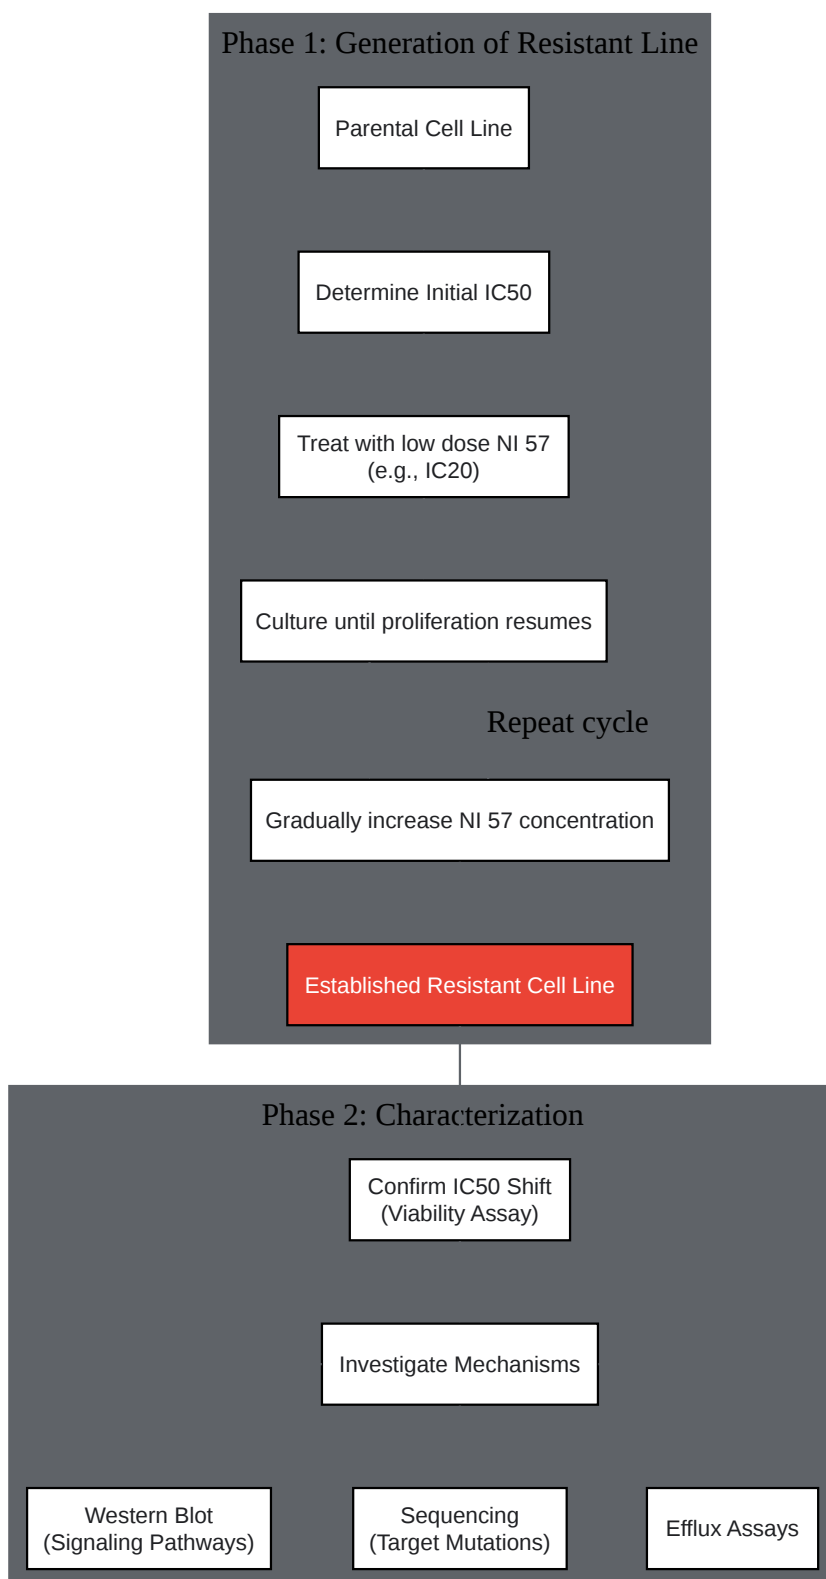 Phase 1: Generation of Resistant Line
Parental Cell Line
Determine Initial IC50
Treat with low dose NI 57
(e.g., IC20)
Culture until proliferation resumes
Repeat cycle
Gradually increase NI 57 concentration
Established Resistant Cell Line
Phase 2: Characterization
Confirm IC50 Shift
(Viability Assay)
Investigate Mechanisms
Western Blot
(Signaling Pathways)
Sequencing
(Target Mutations)
Efflux Assays